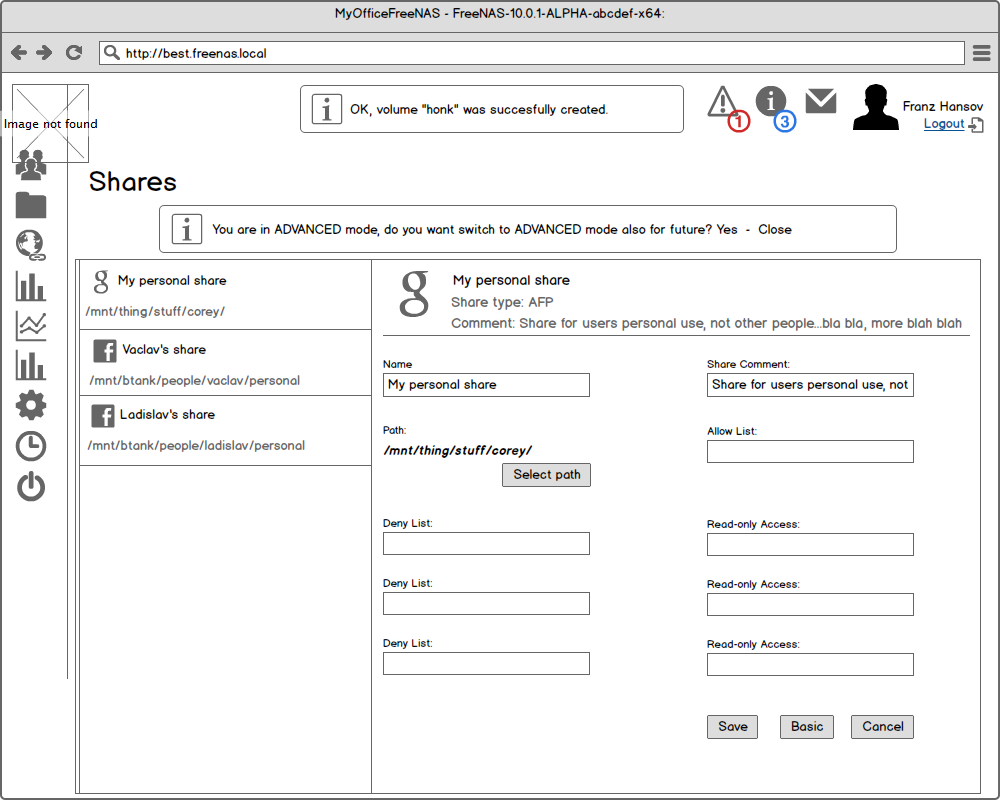 MyOfficeFreeNAS - FreeNAS-10.0.1-ALPHA-abcdef-x64:
http://best.freenas.local
Image not found
OK, volume "honk" was succesfully created.
1
3
Franz Hansov
Logout
Shares
You are in ADVANCED mode, do you want switch to ADVANCED mode also for future? Yes - Close
My personal share
/mnt/thing/stuff/corey/
Vaclav's share
/mnt/btank/people/vaclav/personal
Ladislav's share
/mnt/btank/people/ladislav/personal
My personal share
Share type: AFP
Comment: Share for users personal use, not other people...bla bla, more blah blah
Name
My personal share
Share Comment:
Share for users personal use, not
Path:
/mnt/thing/stuff/corey/
Select path
Allow List:
Deny List:
Read-only Access:
Deny List:
Read-only Access:
Deny List:
Read-only Access:
Save
Basic
Cancel